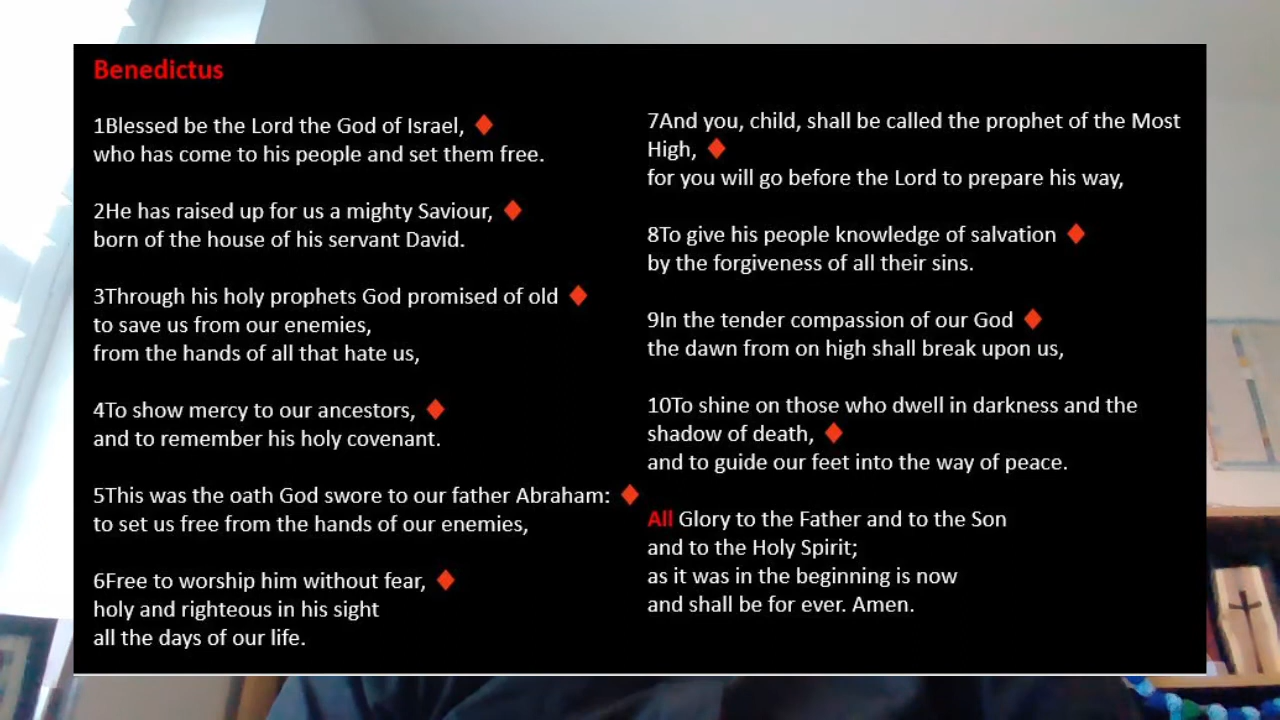 Benedictus
1Blessed be the Lord the God of Israel, ♦
who has come to his people and set them free.
2He has raised up for us a mighty Saviour, ♦
born of the house of his servant David.
3Through his holy prophets God promised of old ♦
to save us from our enemies,
from the hands of all that hate us,
4To show mercy to our ancestors, ♦
and to remember his holy covenant.
5This was the oath God swore to our father Abraham: ♦
to set us free from the hands of our enemies,
6Free to worship him without fear, ♦
holy and righteous in his sight
all the days of our life.
7And you, child, shall be called the prophet of the Most
High, ♦
for you will go before the Lord to prepare his way,
8To give his people knowledge of salvation ♦
by the forgiveness of all their sins.
9In the tender compassion of our God ♦
the dawn from on high shall break upon us,
10To shine on those who dwell in darkness and the
shadow of death, ♦
and to guide our feet into the way of peace.
All Glory to the Father and to the Son
and to the Holy Spirit;
as it was in the beginning is now
and shall be for ever. Amen.